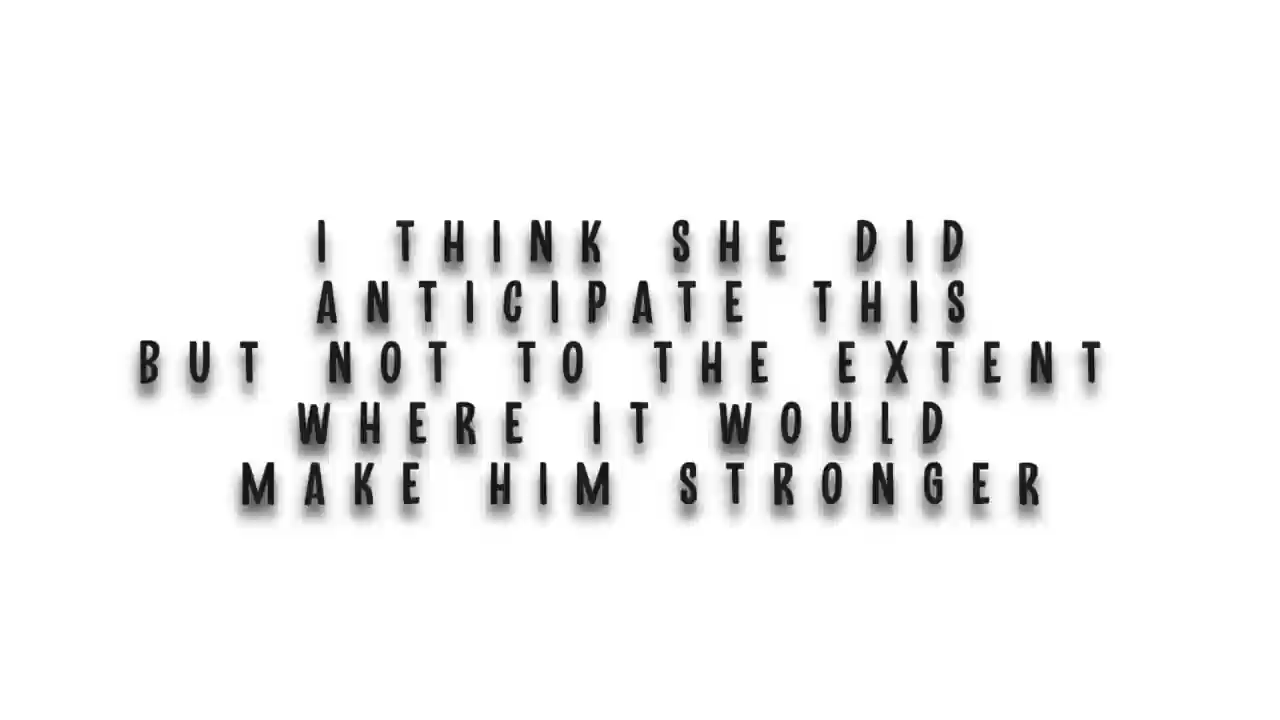 I THINK SHE DID
ANTICIPATE THIS
BUT NOT TO THE EXTENT
WHERE IT WOULD
MAKE HIM STRONGER